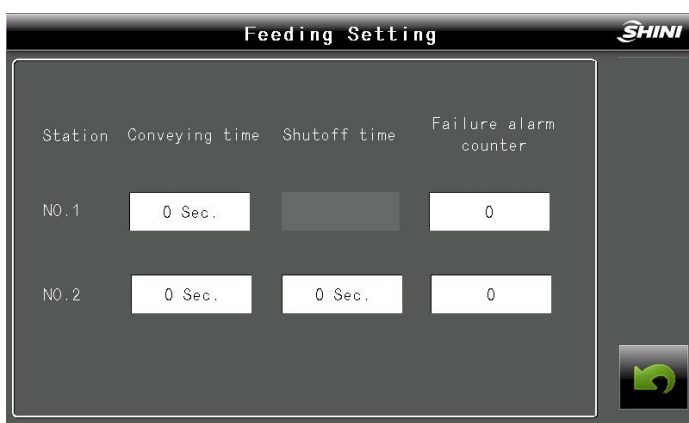 Feeding Setting
SHINI
Station Conveying time Shutoff time Failure alarm
counter
NO.1 0 Sec. 0
NO.2 0 Sec. 0 Sec. 0